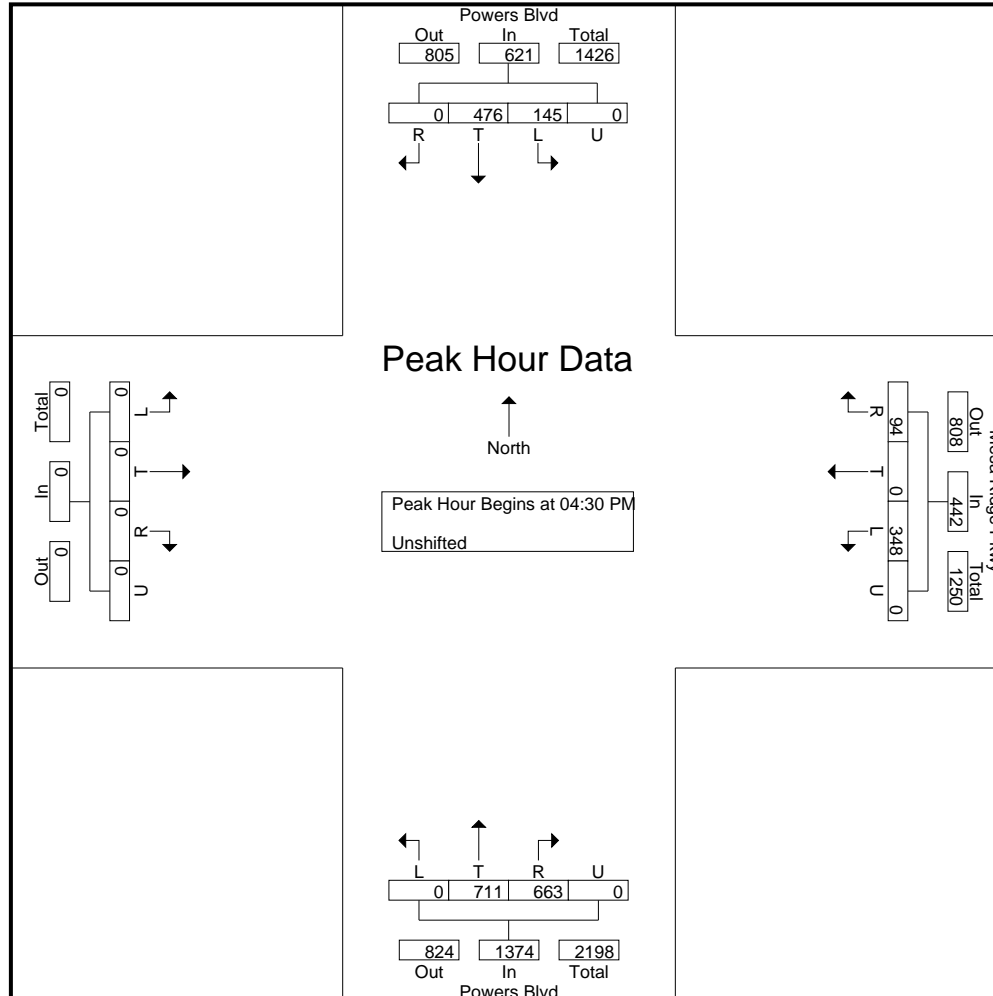 Powers Blvd
Out In Total
805 621 1426
0 476 145 0
R T L U
Peak Hour Data
North
Peak Hour Begins at 04:30 PM
Unshifted
Total In Out
0 0 0
0 0 0 0
L T R U
R T L U
94 0 348 0
808 442 1250
Out In Total
L T R U
0 711 663 0
824 1374 2198
Out In Total
Powers Blvd